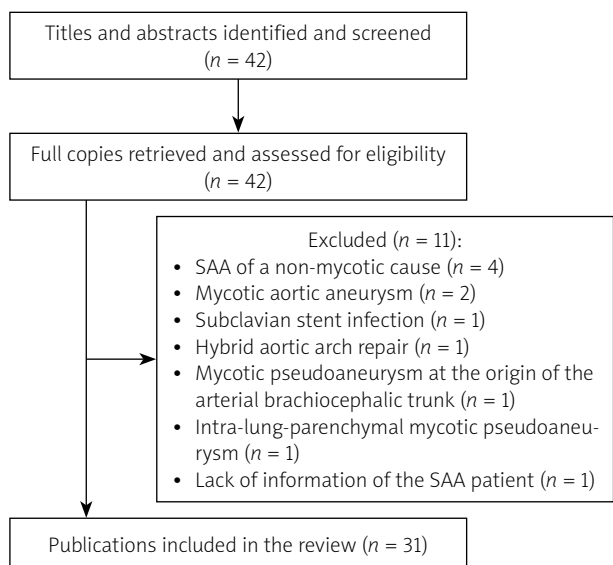 Titles and abstracts identified and screened
(n = 42)
Full copies retrieved and assessed for eligibility
(n = 42)
Excluded (n = 11):
• SAA of a non-mycotic cause (n = 4)
• Mycotic aortic aneurysm (n = 2)
• Subclavian stent infection (n = 1)
• Hybrid aortic arch repair (n = 1)
• Mycotic pseudoaneurysm at the origin of the
arterial brachiocephalic trunk (n = 1)
• Intra-lung-parenchymal mycotic pseudoaneu-
rysm (n = 1)
• Lack of information of the SAA patient (n = 1)
Publications included in the review (n = 31)